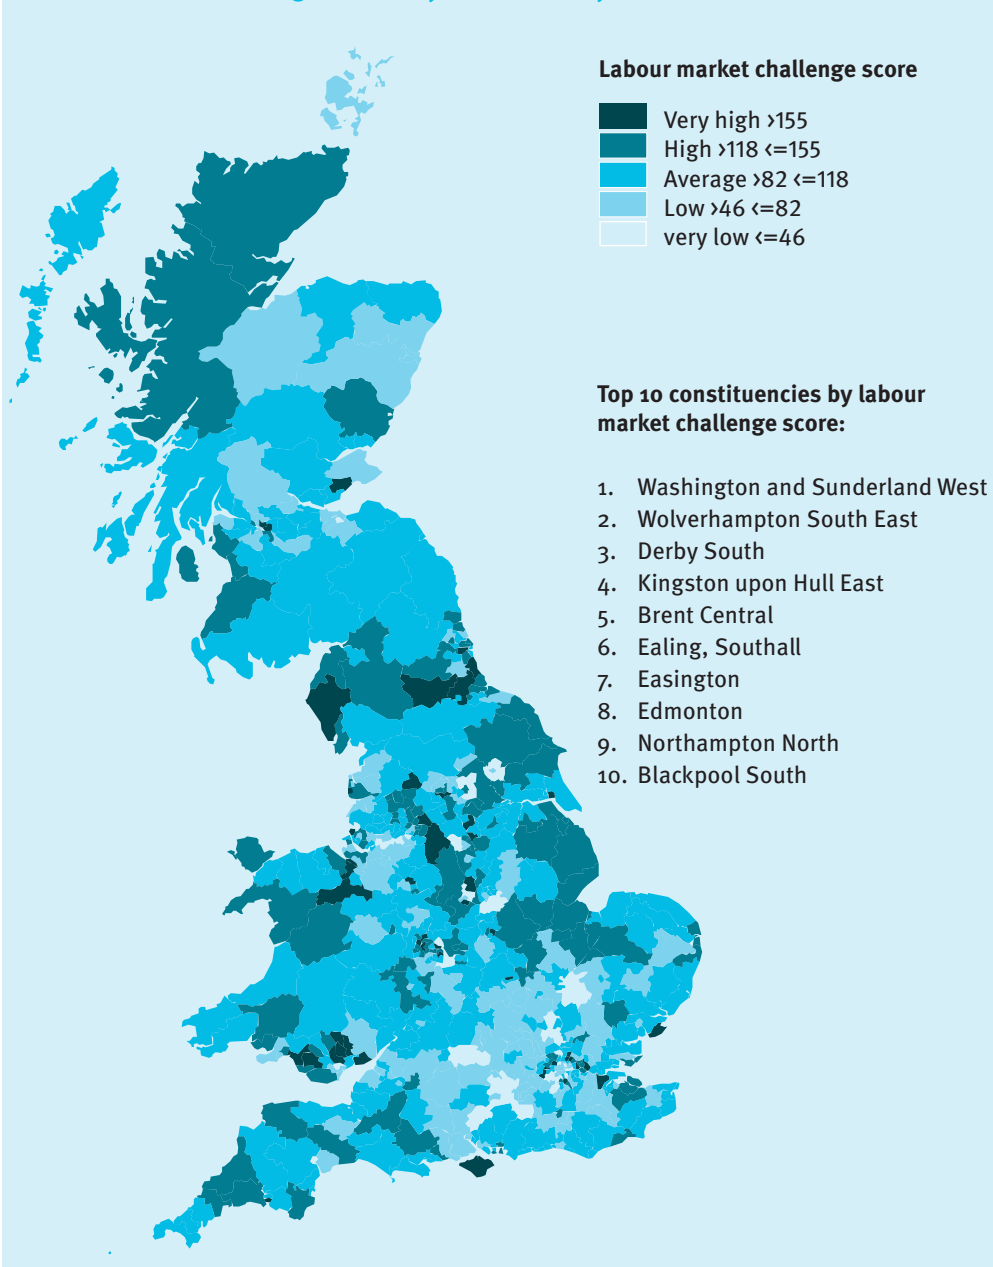 Labour market challenge score
Very high >155
High >118 <=155
Average >82 <=118
Low >46 <=82
very low <=46
Top 10 constituencies by labour
market challenge score:
1. Washington and Sunderland West
2. Wolverhampton South East
3. Derby South
4. Kingston upon Hull East
5. Brent Central
6. Ealing, Southall
7. Easington
8. Edmonton
9. Northampton North
10. Blackpool South